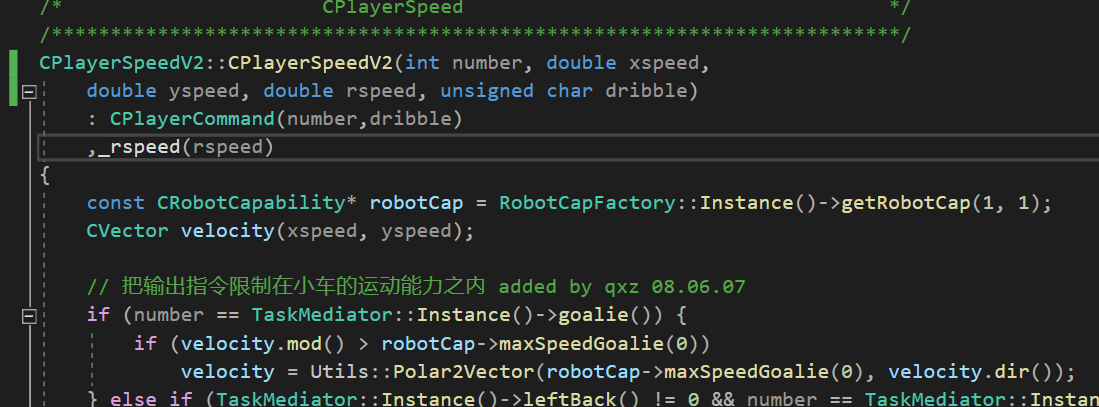 /* CPlayerSpeed */
/************************************************************************/
CPlayerSpeedV2::CPlayerSpeedV2(int number, double xspeed,
double yspeed, double rspeed, unsigned char dribble)
: CPlayerCommand(number,dribble)
,_rspeed(rspeed)
{
const CRobotCapability* robotCap = RobotCapFactory::Instance()->getRobotCap(1, 1);
CVector velocity(xspeed, yspeed);
// 把输出指令限制在小车的运动能力之内 added by qxz 08.06.07
if (number == TaskMediator::Instance()->goalie()) {
if (velocity.mod() > robotCap->maxSpeedGoalie(0))
velocity = Utils::Polar2Vector(robotCap->maxSpeedGoalie(0), velocity.dir());
} else if (TaskMediator::Instance()->leftBack() != 0 && number == TaskMediator::Instan